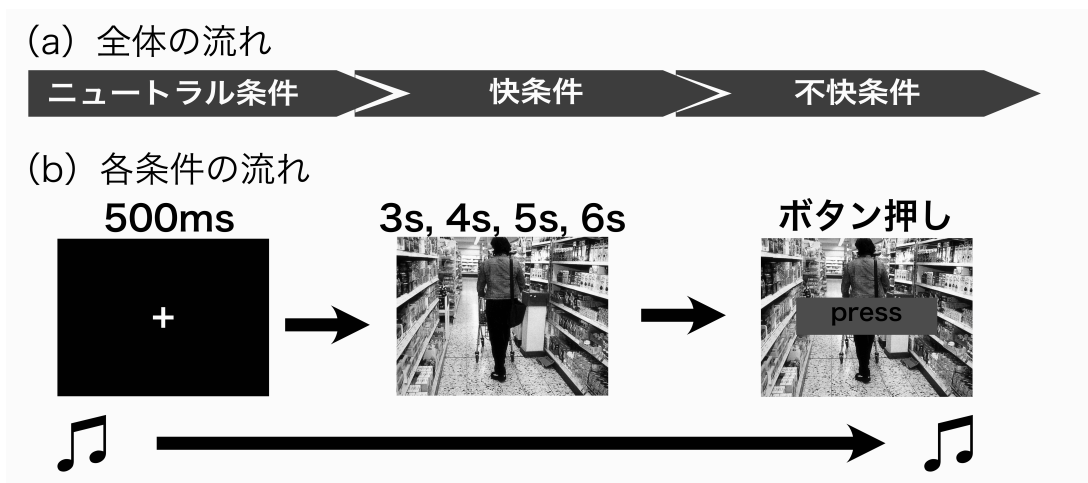 (a) 全体の流れ
ニュートラル条件
快条件
不快条件
(b) 各条件の流れ
500ms
3s, 4s, 5s, 6s
ボタン押し
+
press